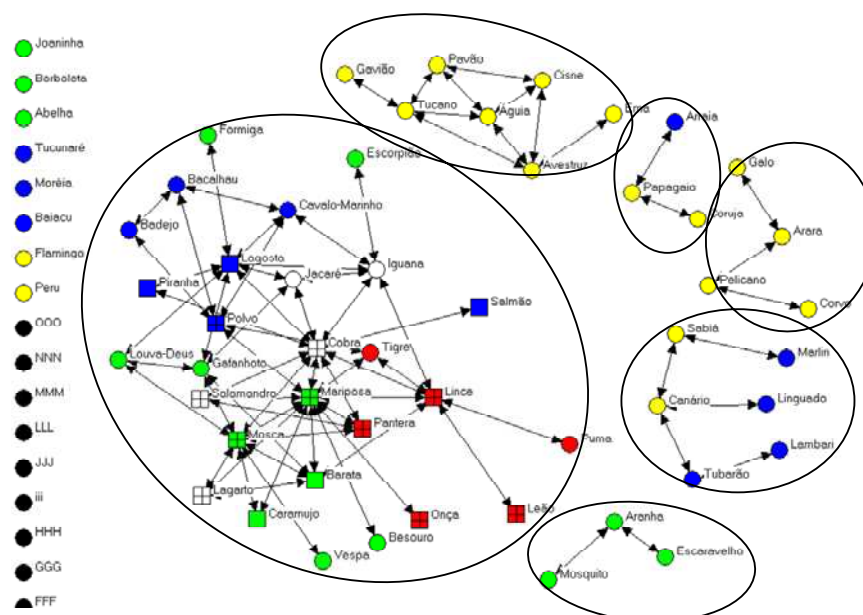 Joaninha
Borboleta
Abelha
Tucunaré
Moréia
Baiacu
Flamingo
Peru
OOO
NNN
MMM
LLL
JJJ
iii
HHH
GGG
FFF
Gavião
Pavão
Cisne
Tucano
Águia
Ema
Avestruz
Arraia
Papagaio
Coruja
Galo
Arara
Pelicano
Corvo
Formiga
Escorpião
Bacalhau
Cavalo-Marinho
Badejo
Lagosta
Jacaré
Iguana
Piranha
Polvo
Salmão
Cobra
Tigre
Louva-Deus
Gafanhoto
Solomandro
Mariposa
Lince
Pantera
Mosca
Puma
Barata
Lagarto
Caramujo
Onça
Leão
Besouro
Vespa
Sabiá
Marlin
Canário
Linguado
Lambari
Tubarão
Aranha
Escaravelho
Mosquito